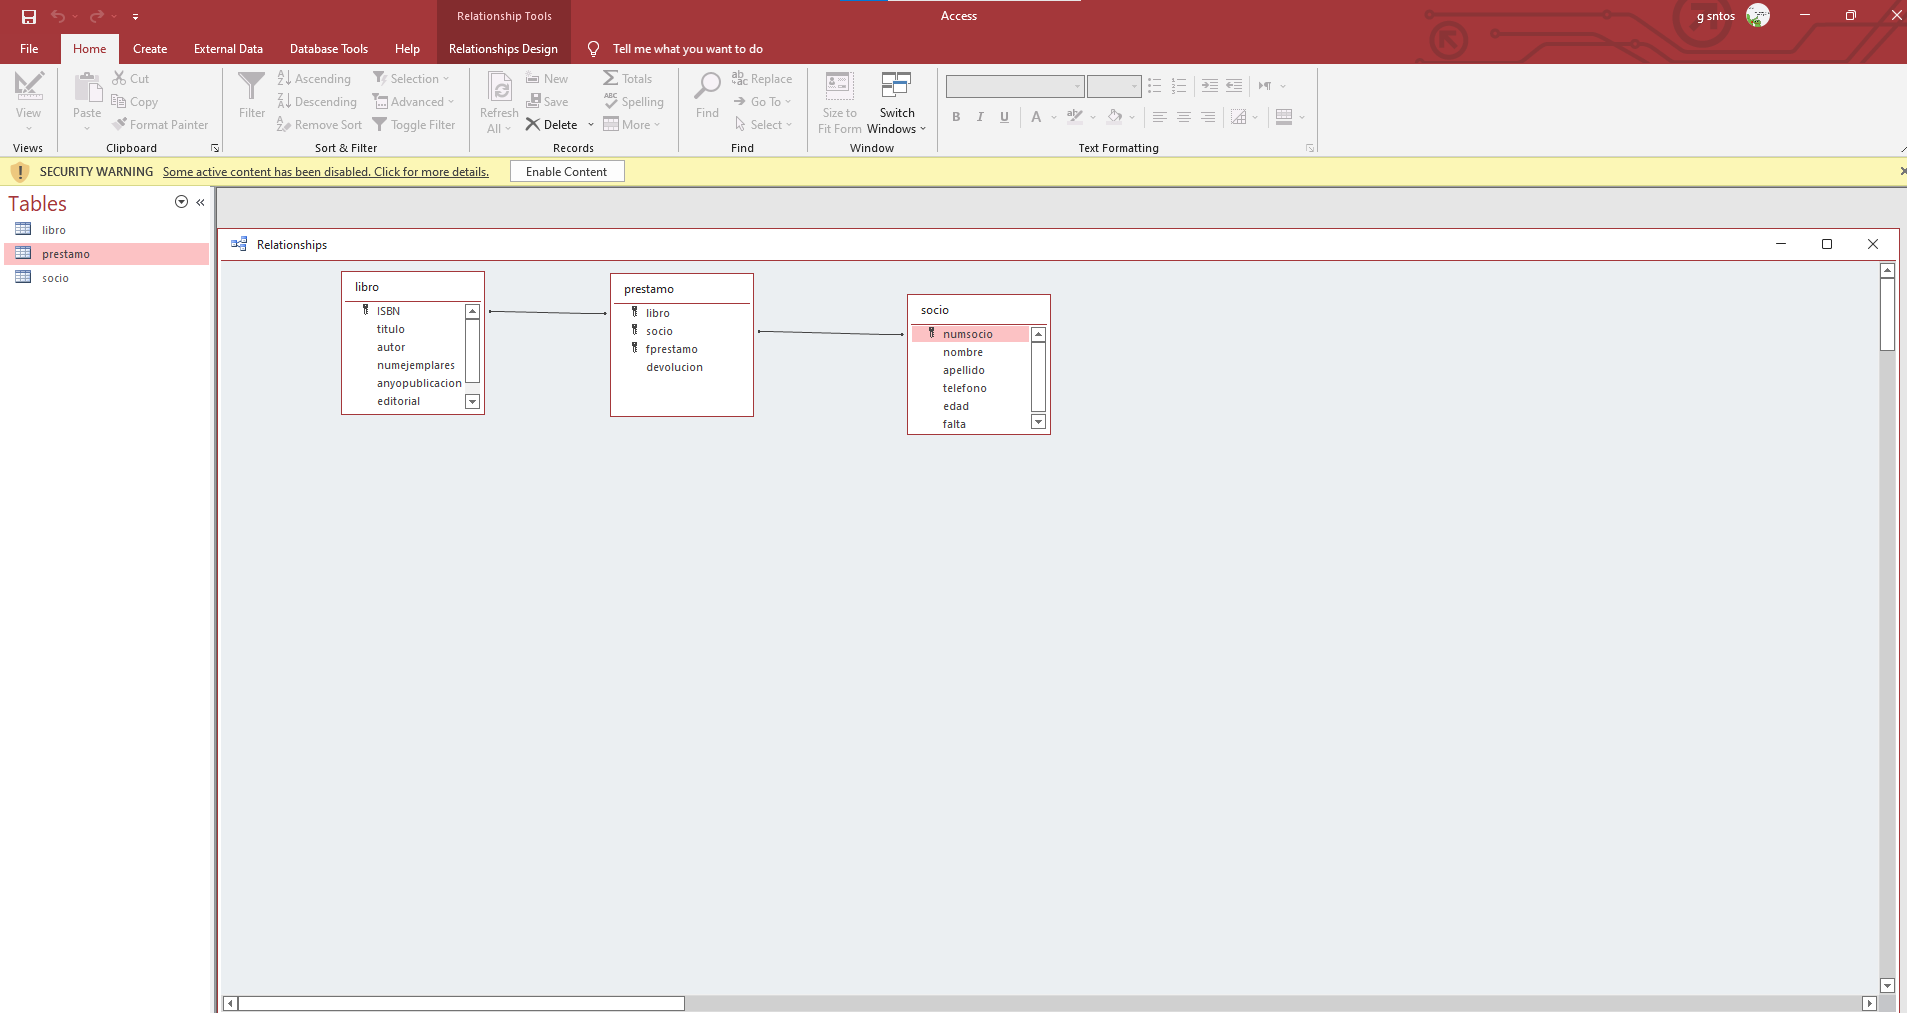 Relationship Tools
Access
g sntos
File
Home
Create
External Data
Database Tools
Help
Relationships Design
Tell me what you want to do
View
Views
Paste
Cut
Copy
Format Painter
Clipboard
Filter
Ascending
Descending
Remove Sort
Selection
Advanced
Toggle Filter
Sort & Filter
Refresh
All
New
Save
Delete
Totals
Spelling
More
Records
Find
Replace
Go To
Select
Find
Size to
Fit Form
Switch
Windows
Window
B I U A
Text Formatting
SECURITY WARNING Some active content has been disabled. Click for more details.
Enable Content
Tables
libro
prestamo
socio
Relationships
libro
ISBN
titulo
autor
numejemplares
anyopublicacion
editorial
prestamo
libro
socio
fprestamo
devolucion
socio
numsocio
nombre
apellido
telefono
edad
falta